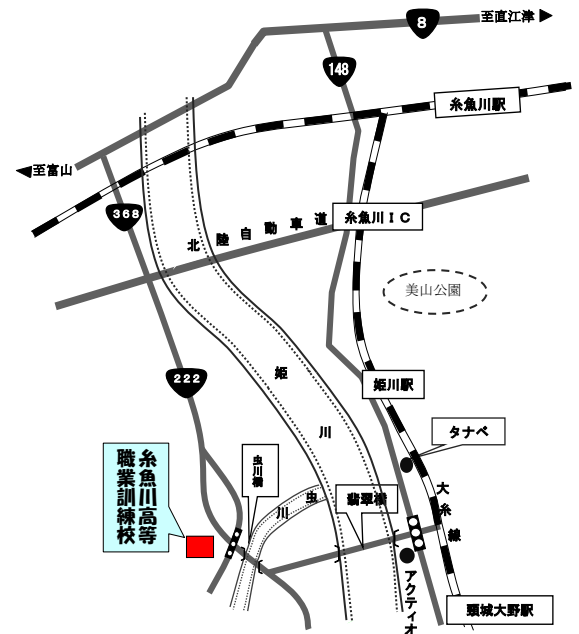 8
至直江津
148
糸魚川駅
至富山
368
北陸自動車道
糸魚川IC
美山公園
姫川
222
姫川駅
タナベ
糸魚川高等
職業訓練校
虫川橋
虫川
翡翠橋
大糸線
アクティオ
頸城大野駅